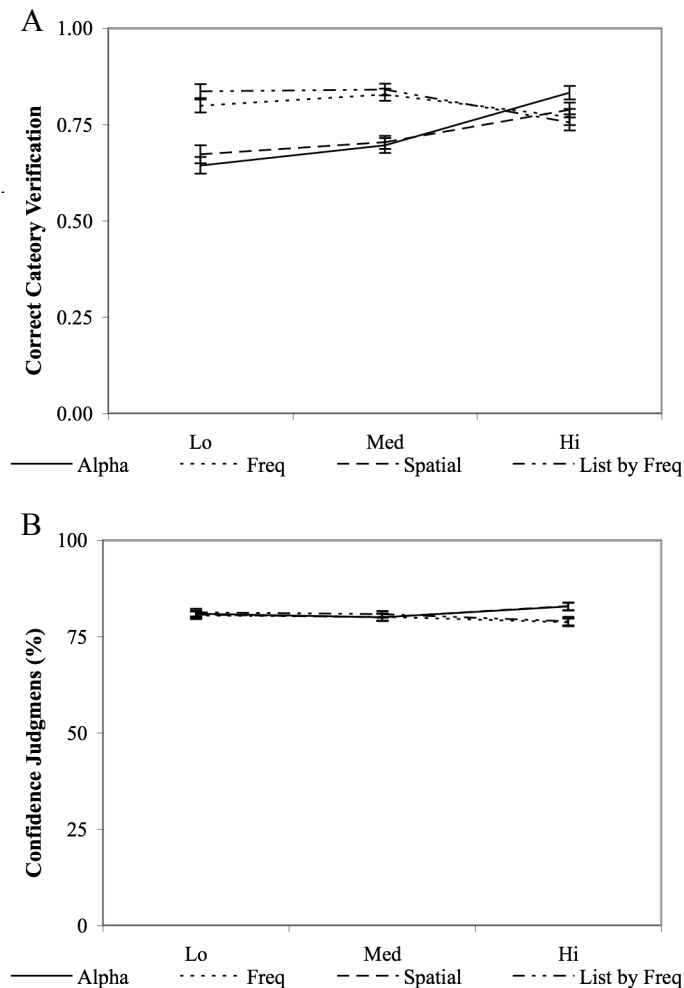 A
1.00
0.75
0.50
0.25
0.00
Correct Cateory Verification
Lo Med Hi
Alpha Freq Spatial List by Freq
B
100
75
50
25
0
Confidence Judgmens (%)
Lo Med Hi
Alpha Freq Spatial List by Freq